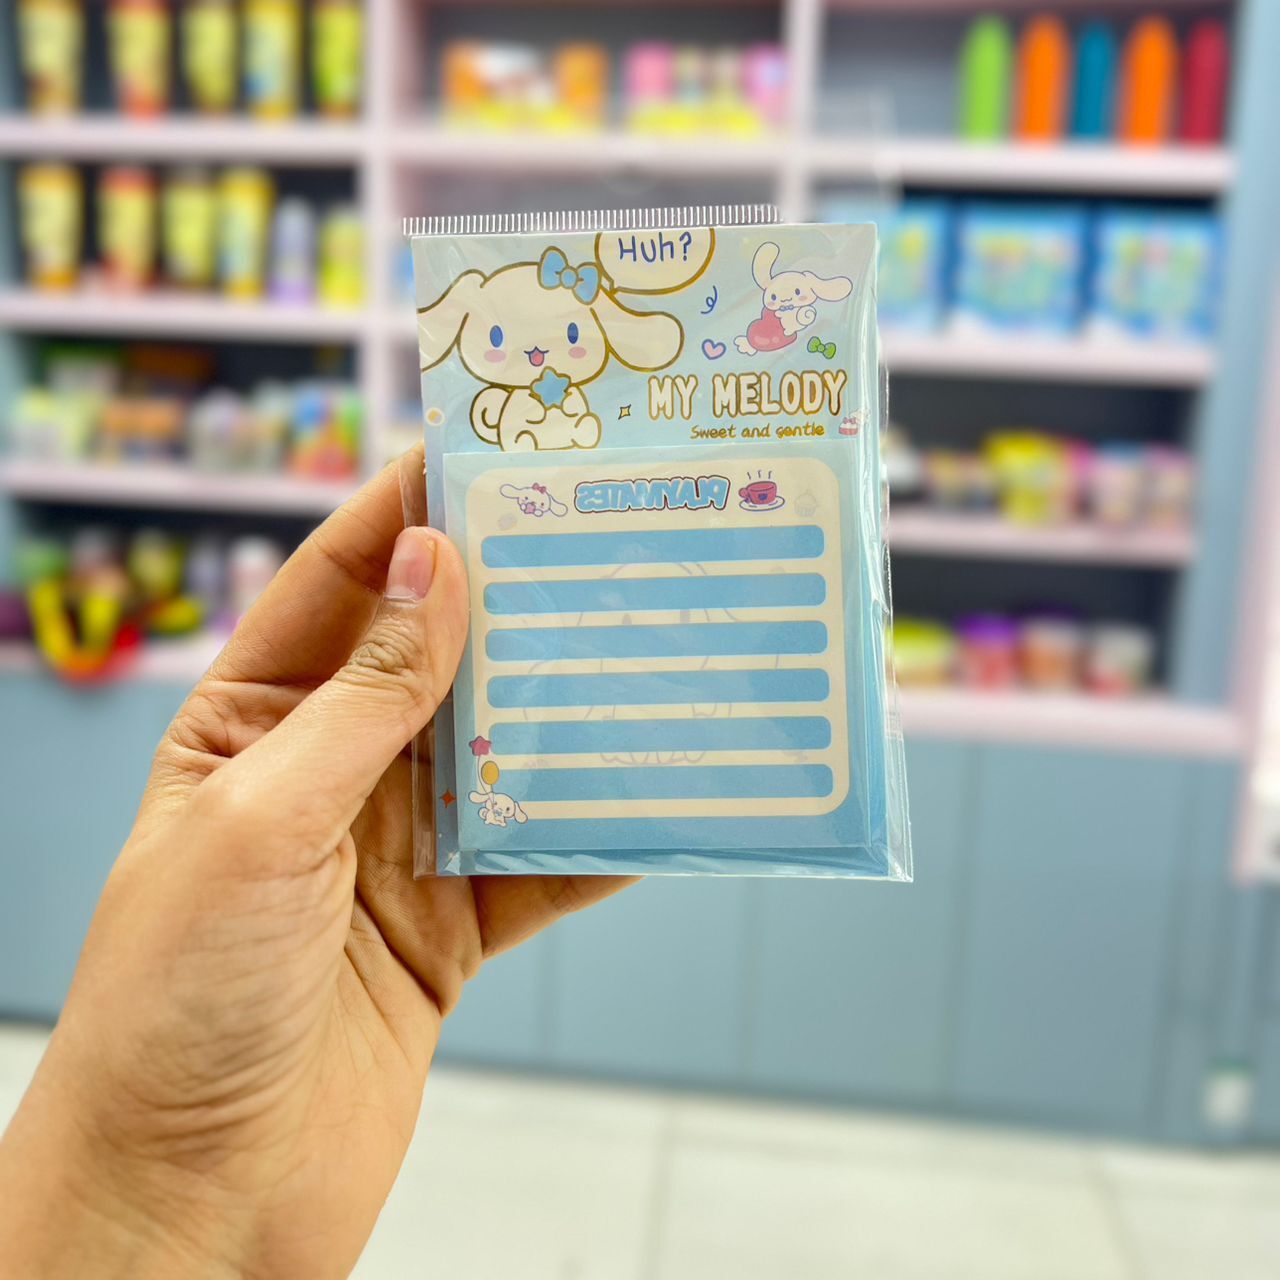 Huh?
MY MELODY
Sweet and gentle
PLAYMATES